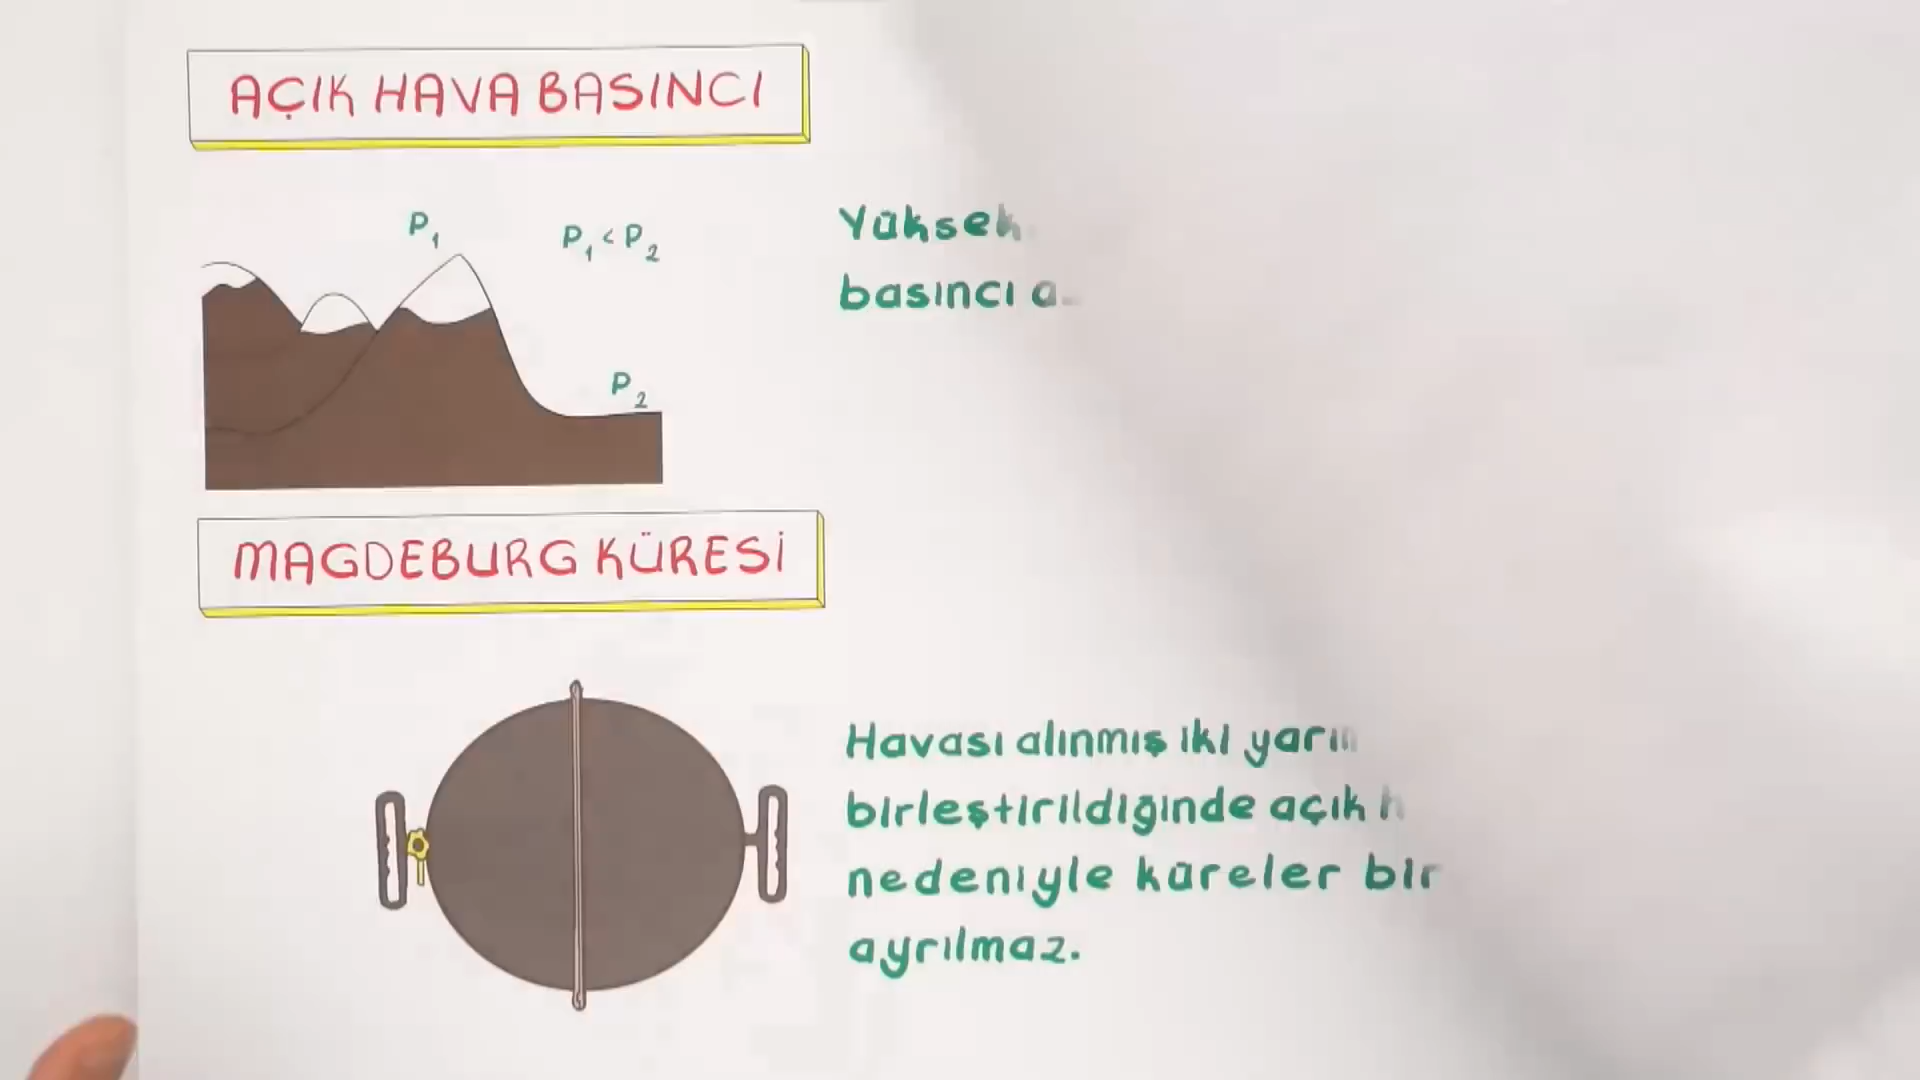 AÇIK HAVA BASINCI
P1
P1 < P2
Yüksek
basıncı
P2
MAGDEBURG KÜRESİ
Havası alınmış iki
birleştirildiğinde açık
nedeniyle küreler
ayrılmaz.